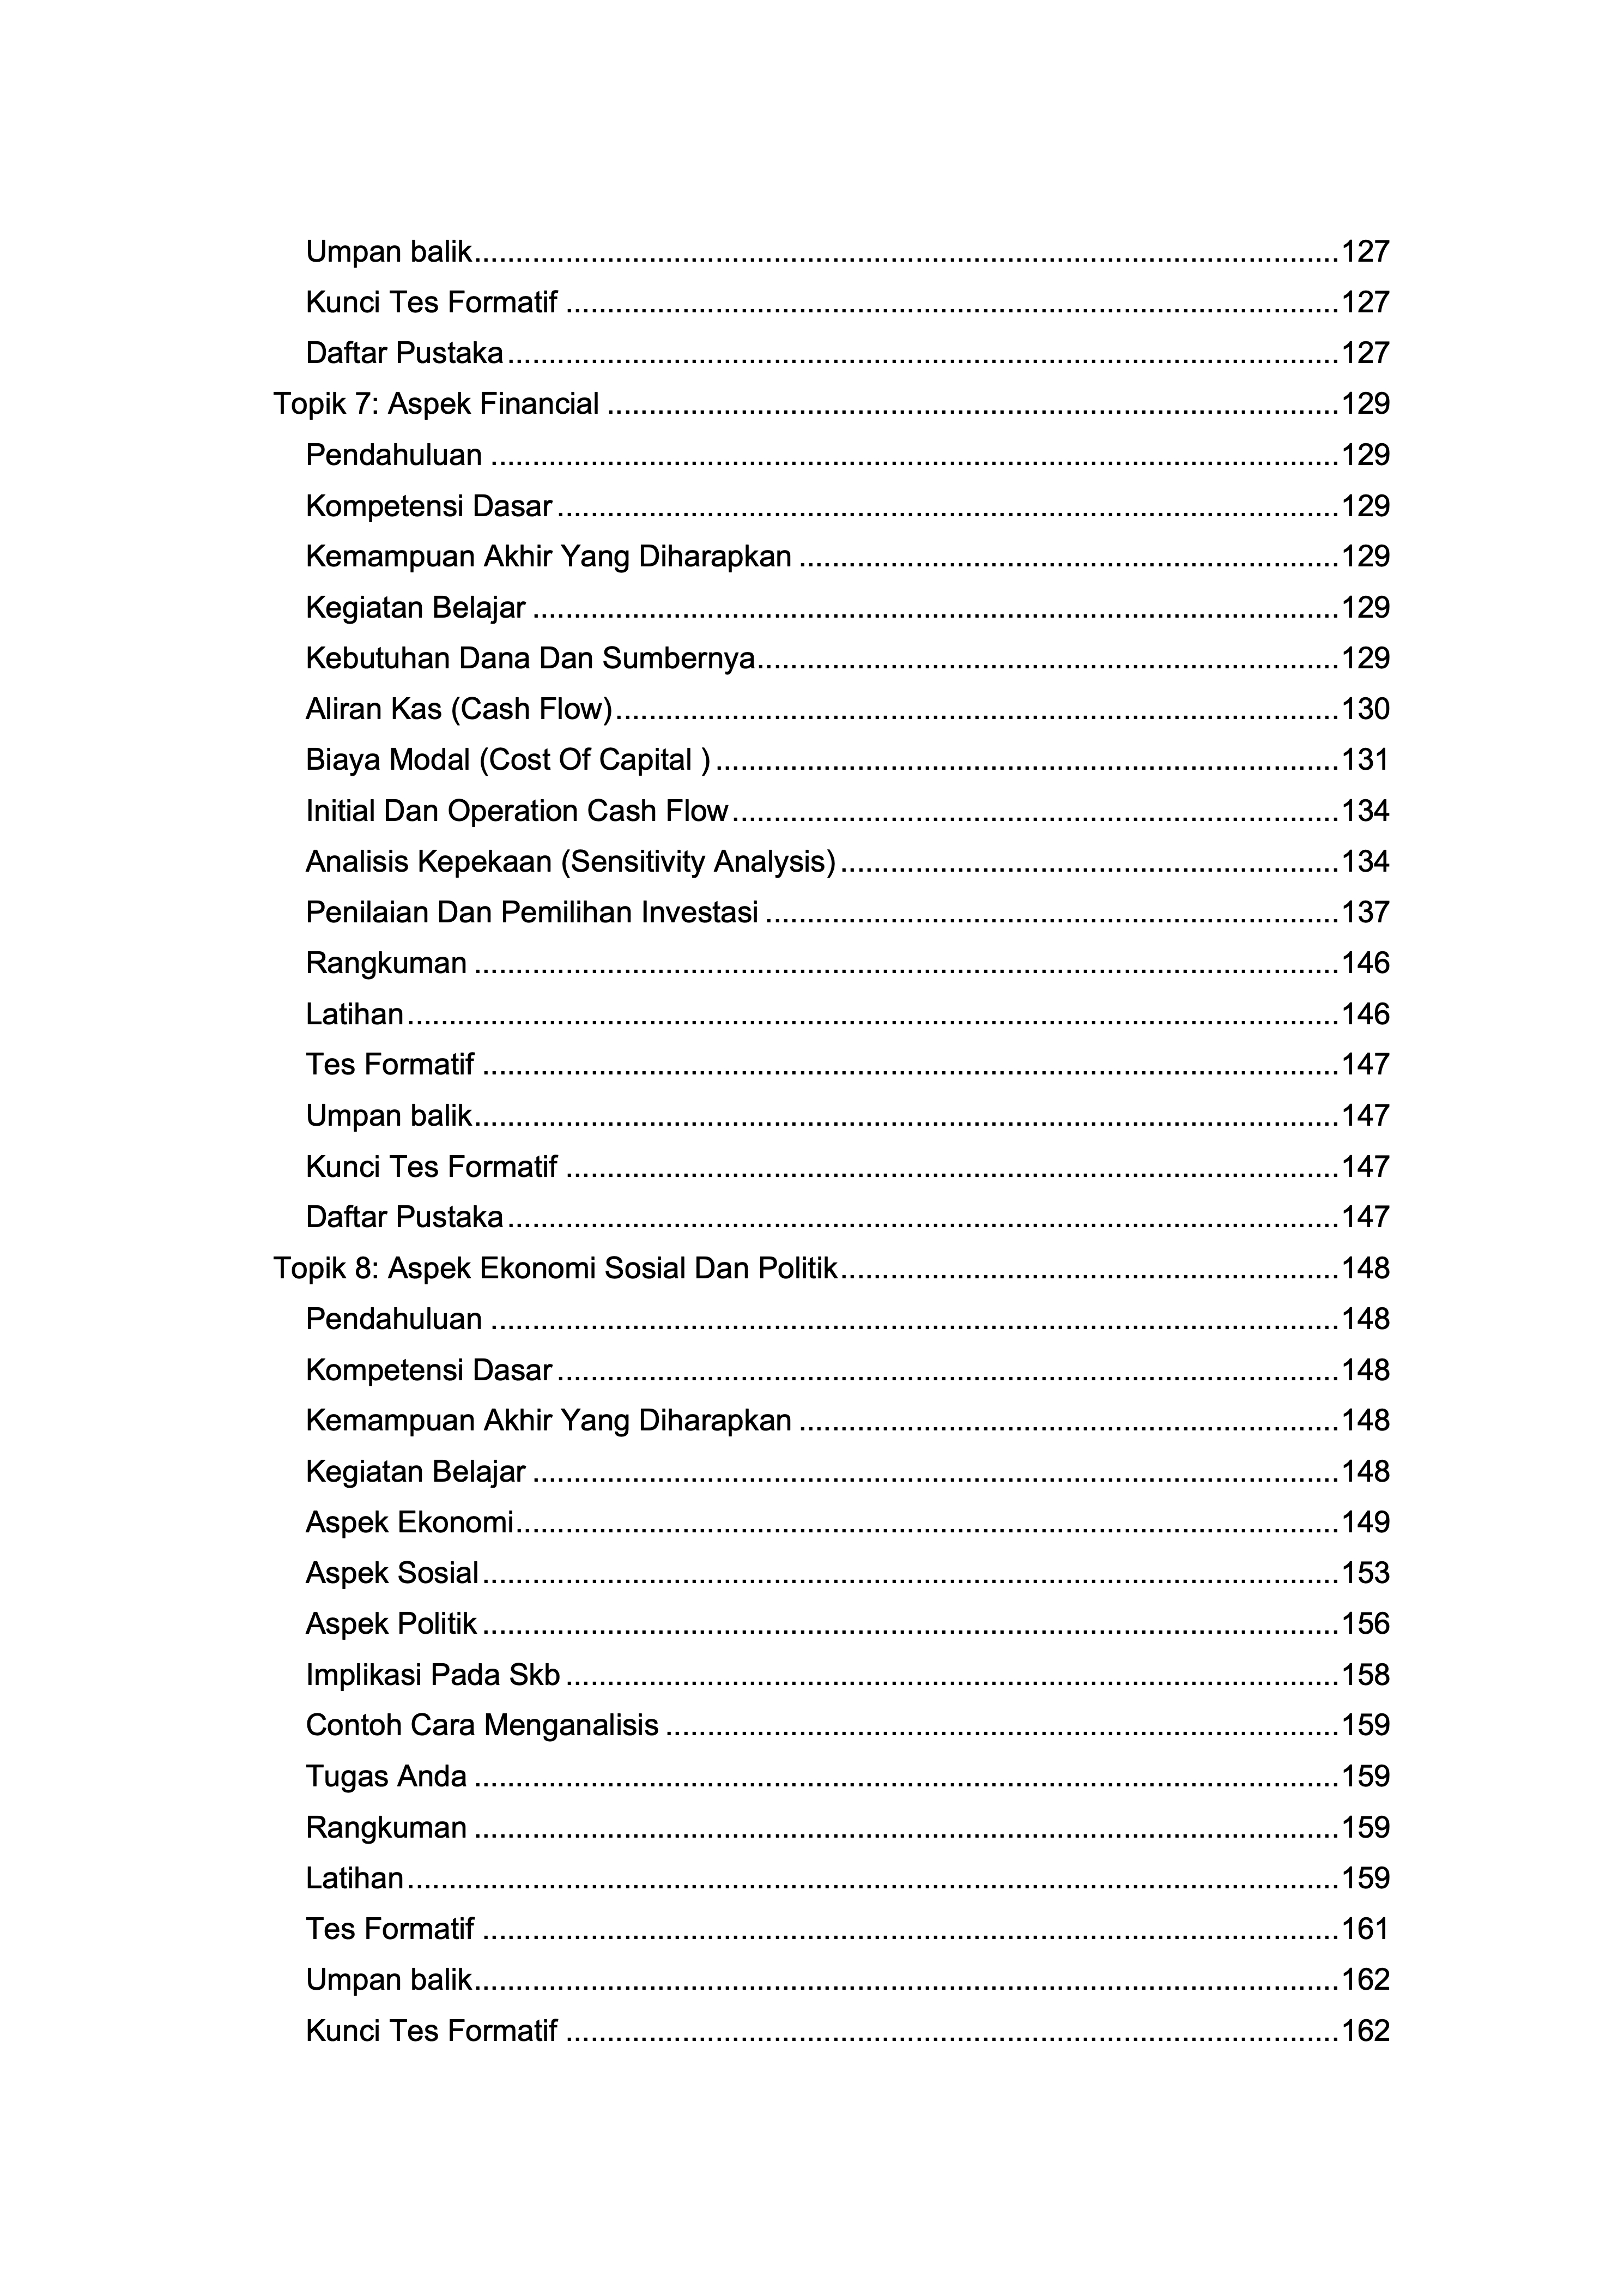 Umpan balik........................................................................................................127
Kunci Tes Formatif .............................................................................................127
Daftar Pustaka....................................................................................................127
Topik 7: Aspek Financial ........................................................................................129
Pendahuluan ......................................................................................................129
Kompetensi Dasar ..............................................................................................129
Kemampuan Akhir Yang Diharapkan .................................................................129
Kegiatan Belajar .................................................................................................129
Kebutuhan Dana Dan Sumbernya......................................................................129
Aliran Kas (Cash Flow).......................................................................................130
Biaya Modal (Cost Of Capital ) ...........................................................................131
Initial Dan Operation Cash Flow.........................................................................134
Analisis Kepekaan (Sensitivity Analysis) ............................................................134
Penilaian Dan Pemilihan Investasi .....................................................................137
Rangkuman ........................................................................................................146
Latihan................................................................................................................146
Tes Formatif .......................................................................................................147
Umpan balik........................................................................................................147
Kunci Tes Formatif .............................................................................................147
Daftar Pustaka....................................................................................................147
Topik 8: Aspek Ekonomi Sosial Dan Politik............................................................148
Pendahuluan ......................................................................................................148
Kompetensi Dasar ..............................................................................................148
Kemampuan Akhir Yang Diharapkan .................................................................148
Kegiatan Belajar .................................................................................................148
Aspek Ekonomi...................................................................................................149
Aspek Sosial.......................................................................................................153
Aspek Politik .......................................................................................................156
Implikasi Pada Skb .............................................................................................158
Contoh Cara Menganalisis .................................................................................159
Tugas Anda ........................................................................................................159
Rangkuman ........................................................................................................159
Latihan................................................................................................................159
Tes Formatif .......................................................................................................161
Umpan balik........................................................................................................162
Kunci Tes Formatif .............................................................................................162